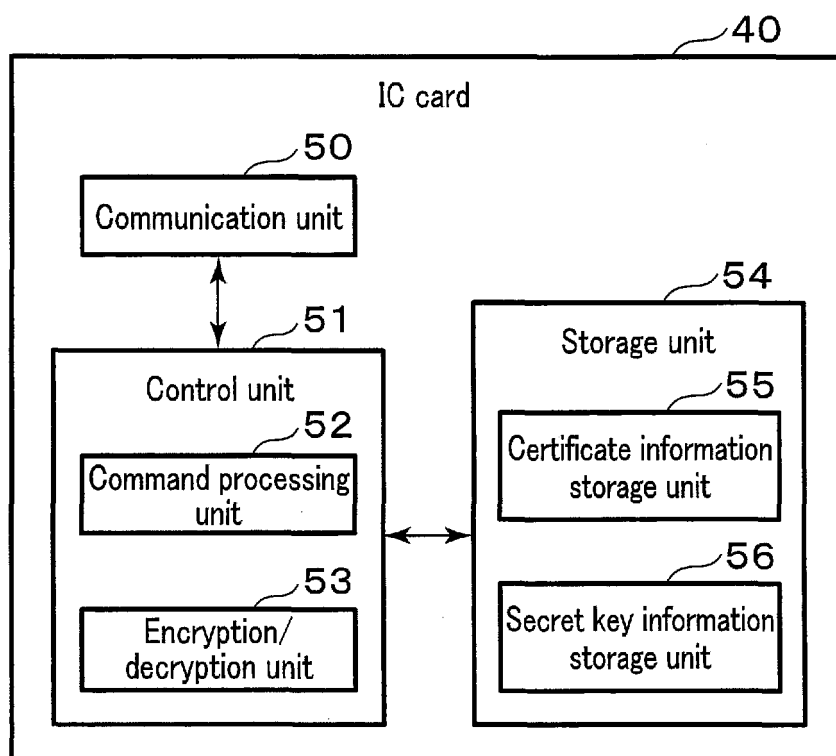 40
IC card
50
Communication unit
51
Control unit
52
Command processing
unit
53
Encryption/
decryption unit
54
Storage unit
55
Certificate information
storage unit
56
Secret key information
storage unit